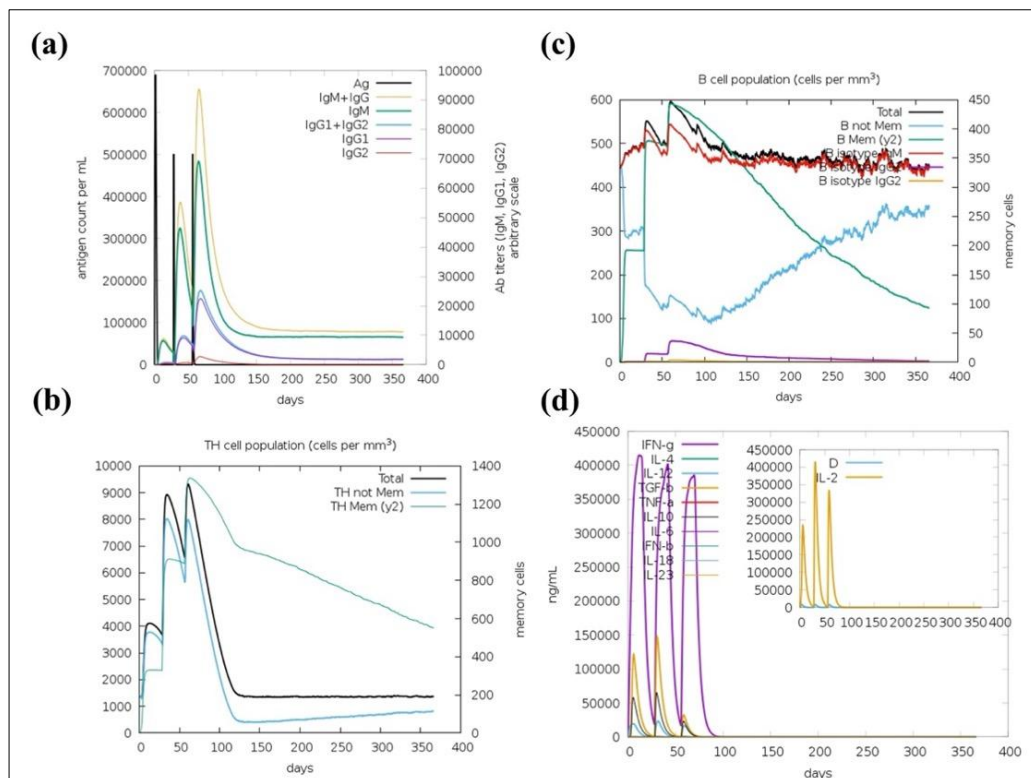 (a)
700000
600000
500000
400000
300000
200000
100000
0
antigen count per mL
Ag
IgM+IgG
IgM
IgG1+IgG2
IgG1
IgG2
100000
90000
80000
70000
60000
50000
40000
30000
20000
10000
0
Ab titers (IgM, IgG1, IgG2)
arbitrary scale
0 50 100 150 200 250 300 350 400
days
(c)
B cell population (cells per mm³)
600
500
400
300
200
100
0
Total
B not Mem
B Mem (y2)
B isotype IgM
B isotype IgG
B isotype IgG2
450
400
350
300
250
200
150
100
50
0
memory cells
0 50 100 150 200 250 300 350 400
days
(b)
TH cell population (cells per mm³)
10000
9000
8000
7000
6000
5000
4000
3000
2000
1000
0
Total
TH not Mem
TH Mem (y2)
1400
1200
1000
800
600
400
200
0
memory cells
0 50 100 150 200 250 300 350 400
days
(d)
450000
400000
350000
300000
250000
200000
150000
100000
50000
0
ng/mL
IFN-g
IL-4
IL-12
TGF-b
TNF-a
IL-10
IL-6
IFN-b
IL-18
IL-23
450000
400000
350000
300000
250000
200000
150000
100000
50000
0
D
IL-2
0 50 100 150 200 250 300 350 400
0 50 100 150 200 250 300 350 400
days